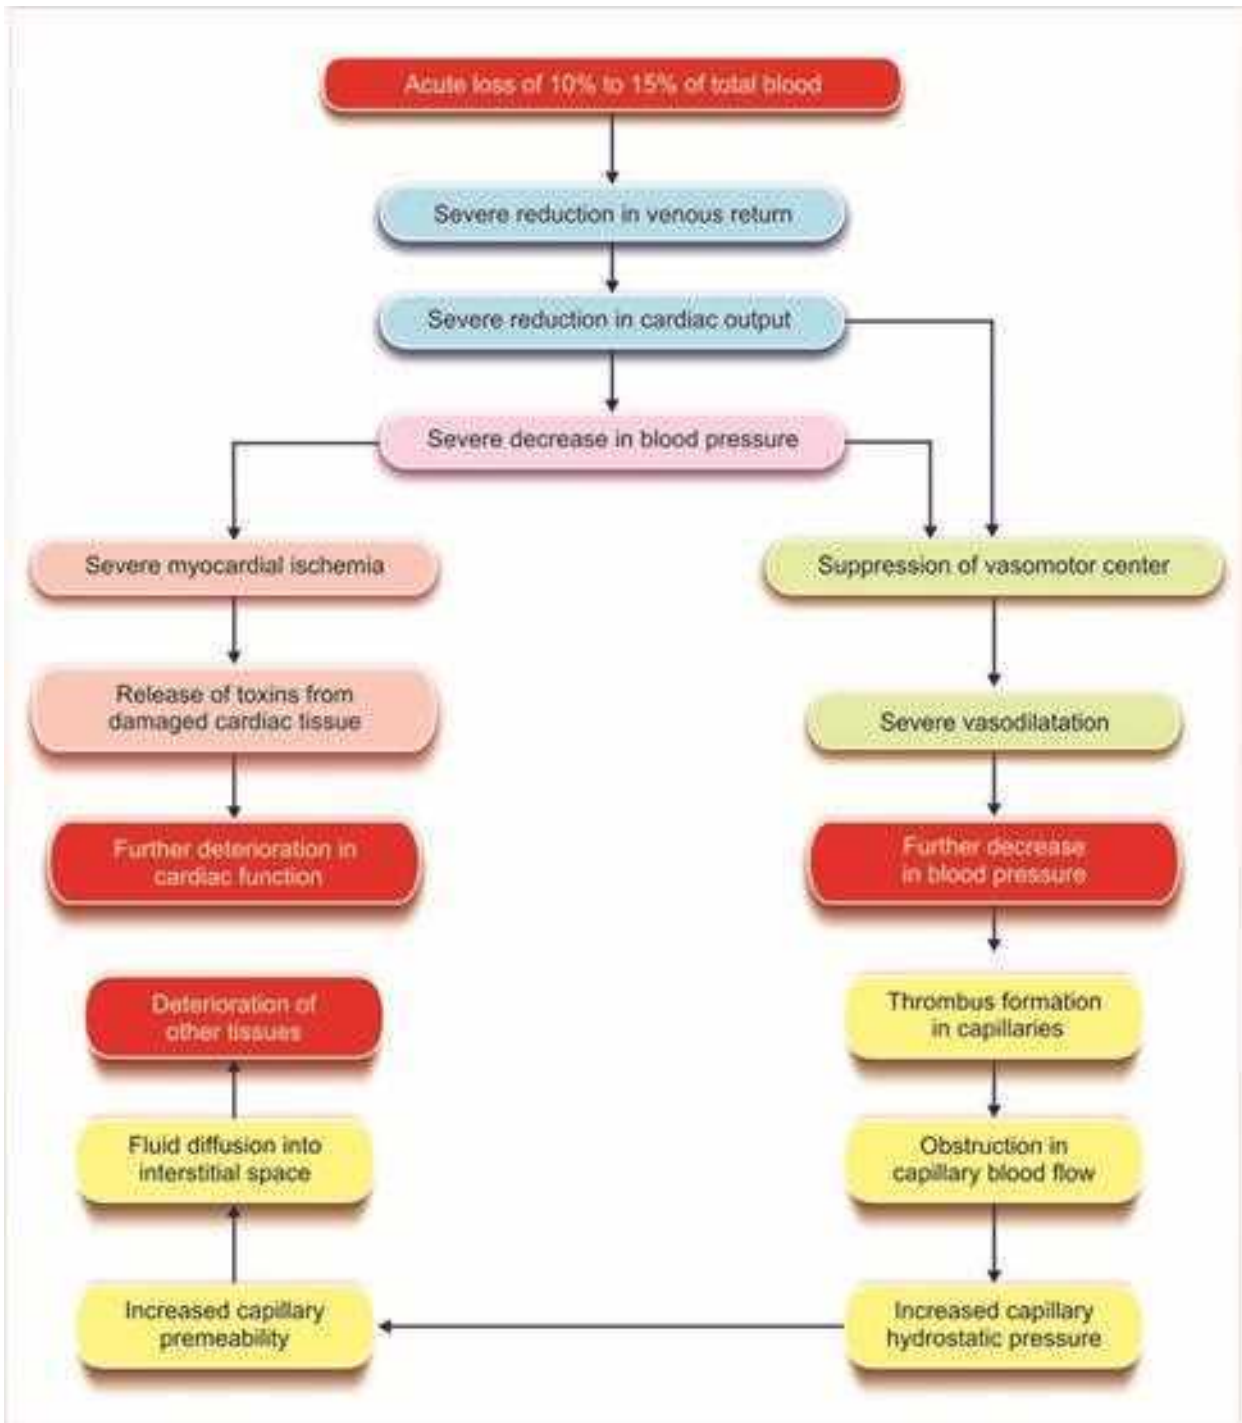 Acute loss of 10% to 15% of total blood
Severe reduction in venous return
Severe reduction in cardiac output
Severe decrease in blood pressure
Severe myocardial ischemia
Release of toxins from
damaged cardiac tissue
Further deterioration in
cardiac function
Suppression of vasomotor center
Severe vasodilatation
Further decrease
in blood pressure
Thrombus formation
in capillaries
Obstruction in
capillary blood flow
Increased capillary
hydrostatic pressure
Increased capillary
premeability
Fluid diffusion into
interstitial space
Deterioration of
other tissues